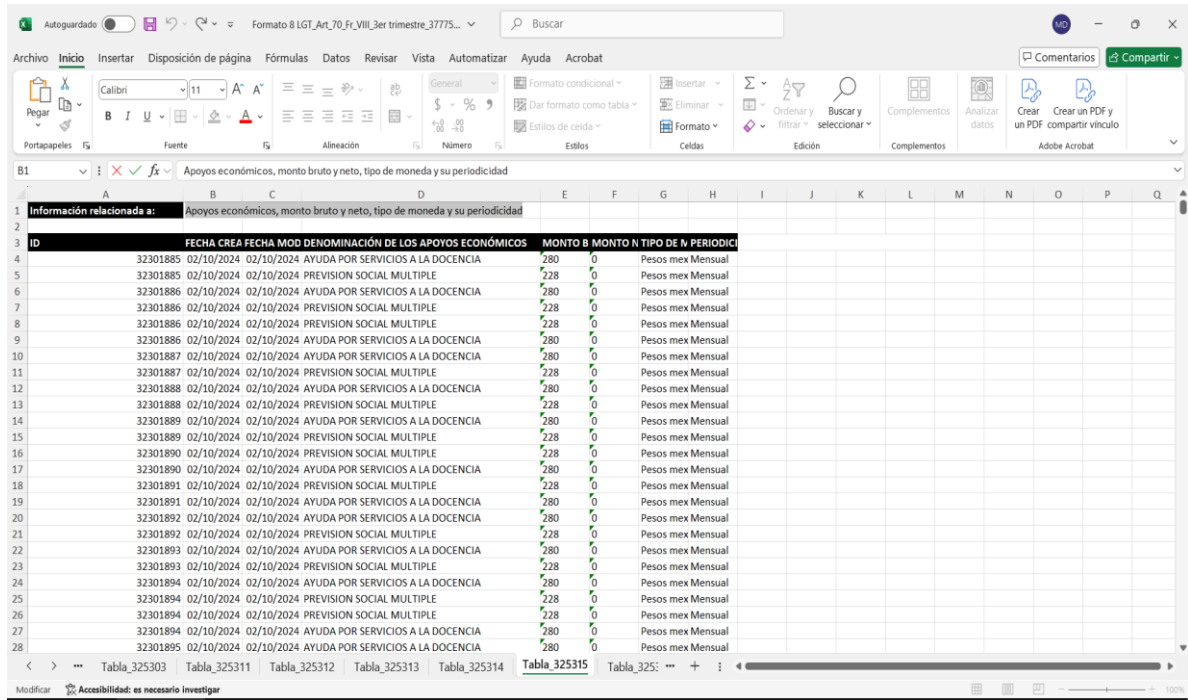 Autoguardado Formato 8 LGT_Art_70_Fr_VIII_3er trimestre_37775... Buscar MD
Archivo Inicio Insertar Disposición de página Fórmulas Datos Revisar Vista Automatizar Ayuda Acrobat Comentarios Compartir
Pegar Calibri 11 General Formato condicional Insertar Ordenar y filtrar Buscar y seleccionar Complementos Analizar datos Crear un PDF Crear un PDF y compartir vínculo
N K S $ % Dar formato como tabla Eliminar
Estilos de celda Formato
Portapapeles Fuente Alineación Número Estilos Celdas Edición Complementos Adobe Acrobat
B1 fx Apoyos económicos, monto bruto y neto, tipo de moneda y su periodicidad
A B C D E F G H I J K L M N O P Q
1 Información relacionada a: Apoyos económicos, monto bruto y neto, tipo de moneda y su periodicidad
2
3 ID FECHA CREA FECHA MOD DENOMINACIÓN DE LOS APOYOS ECONÓMICOS MONTO B MONTO N TIPO DE M PERIODICI
4 32301885 02/10/2024 02/10/2024 AYUDA POR SERVICIOS A LA DOCENCIA 280 0 Pesos mex Mensual
5 32301885 02/10/2024 02/10/2024 PREVISION SOCIAL MULTIPLE 228 0 Pesos mex Mensual
6 32301886 02/10/2024 02/10/2024 AYUDA POR SERVICIOS A LA DOCENCIA 280 0 Pesos mex Mensual
7 32301886 02/10/2024 02/10/2024 PREVISION SOCIAL MULTIPLE 228 0 Pesos mex Mensual
8 32301886 02/10/2024 02/10/2024 PREVISION SOCIAL MULTIPLE 228 0 Pesos mex Mensual
9 32301886 02/10/2024 02/10/2024 AYUDA POR SERVICIOS A LA DOCENCIA 280 0 Pesos mex Mensual
10 32301887 02/10/2024 02/10/2024 AYUDA POR SERVICIOS A LA DOCENCIA 280 0 Pesos mex Mensual
11 32301887 02/10/2024 02/10/2024 PREVISION SOCIAL MULTIPLE 228 0 Pesos mex Mensual
12 32301888 02/10/2024 02/10/2024 AYUDA POR SERVICIOS A LA DOCENCIA 280 0 Pesos mex Mensual
13 32301888 02/10/2024 02/10/2024 PREVISION SOCIAL MULTIPLE 228 0 Pesos mex Mensual
14 32301889 02/10/2024 02/10/2024 AYUDA POR SERVICIOS A LA DOCENCIA 280 0 Pesos mex Mensual
15 32301889 02/10/2024 02/10/2024 PREVISION SOCIAL MULTIPLE 228 0 Pesos mex Mensual
16 32301890 02/10/2024 02/10/2024 PREVISION SOCIAL MULTIPLE 228 0 Pesos mex Mensual
17 32301890 02/10/2024 02/10/2024 AYUDA POR SERVICIOS A LA DOCENCIA 280 0 Pesos mex Mensual
18 32301891 02/10/2024 02/10/2024 PREVISION SOCIAL MULTIPLE 228 0 Pesos mex Mensual
19 32301891 02/10/2024 02/10/2024 AYUDA POR SERVICIOS A LA DOCENCIA 280 0 Pesos mex Mensual
20 32301892 02/10/2024 02/10/2024 AYUDA POR SERVICIOS A LA DOCENCIA 280 0 Pesos mex Mensual
21 32301892 02/10/2024 02/10/2024 PREVISION SOCIAL MULTIPLE 228 0 Pesos mex Mensual
22 32301893 02/10/2024 02/10/2024 AYUDA POR SERVICIOS A LA DOCENCIA 280 0 Pesos mex Mensual
23 32301893 02/10/2024 02/10/2024 PREVISION SOCIAL MULTIPLE 228 0 Pesos mex Mensual
24 32301894 02/10/2024 02/10/2024 AYUDA POR SERVICIOS A LA DOCENCIA 280 0 Pesos mex Mensual
25 32301894 02/10/2024 02/10/2024 PREVISION SOCIAL MULTIPLE 228 0 Pesos mex Mensual
26 32301894 02/10/2024 02/10/2024 PREVISION SOCIAL MULTIPLE 228 0 Pesos mex Mensual
27 32301894 02/10/2024 02/10/2024 AYUDA POR SERVICIOS A LA DOCENCIA 280 0 Pesos mex Mensual
28 32301895 02/10/2024 02/10/2024 AYUDA POR SERVICIOS A LA DOCENCIA 280 0 Pesos mex Mensual
Tabla_325303 Tabla_325311 Tabla_325312 Tabla_325313 Tabla_325314 Tabla_325315 Tabla_325:
Modificar Accesibilidad: es necesario investigar 100%